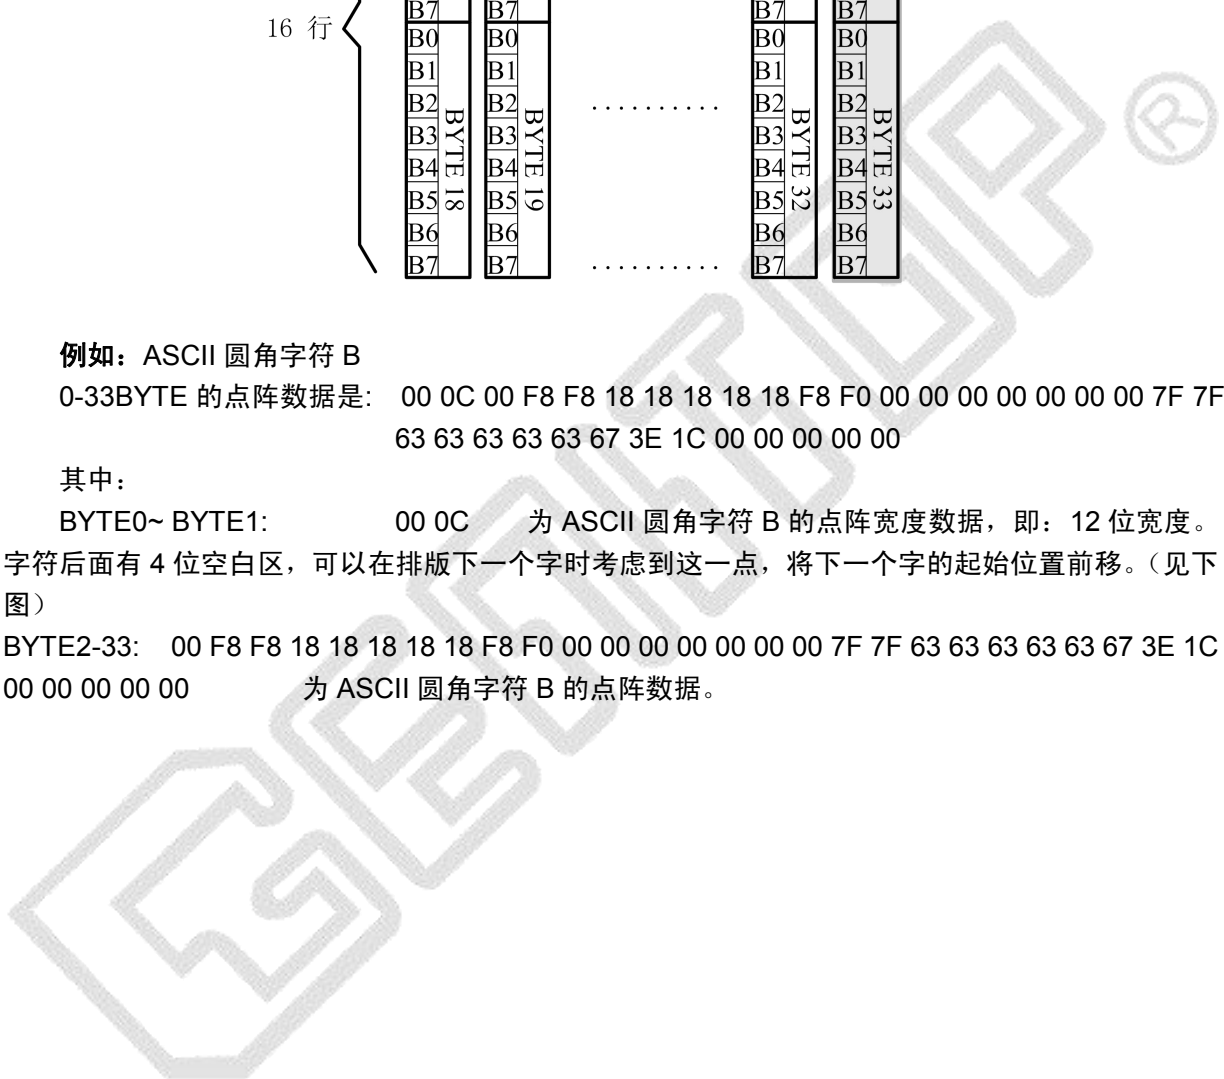 B7 B7 B7 B7
16 行
B0 B0 B0 B0
B1 B1 B1 B1
B2 B2 .......... B2 B2
B3 B3 B3 B3
B4 B4 B4 B4
B5 B5 B5 B5
B6 B6 B6 B6
B7 B7 .......... B7 B7
BYTE 18
BYTE 19
BYTE 32
BYTE 33
例如：ASCII 圆角字符 B
0-33BYTE 的点阵数据是: 00 0C 00 F8 F8 18 18 18 18 18 F8 F0 00 00 00 00 00 00 00 7F 7F
63 63 63 63 63 67 3E 1C 00 00 00 00 00
其中：
BYTE0~ BYTE1: 00 0C 为 ASCII 圆角字符 B 的点阵宽度数据，即：12 位宽度。
字符后面有 4 位空白区，可以在排版下一个字时考虑到这一点，将下一个字的起始位置前移。（见下
图）
BYTE2-33: 00 F8 F8 18 18 18 18 18 F8 F0 00 00 00 00 00 00 00 7F 7F 63 63 63 63 63 67 3E 1C
00 00 00 00 00 为 ASCII 圆角字符 B 的点阵数据。
GENITOP®